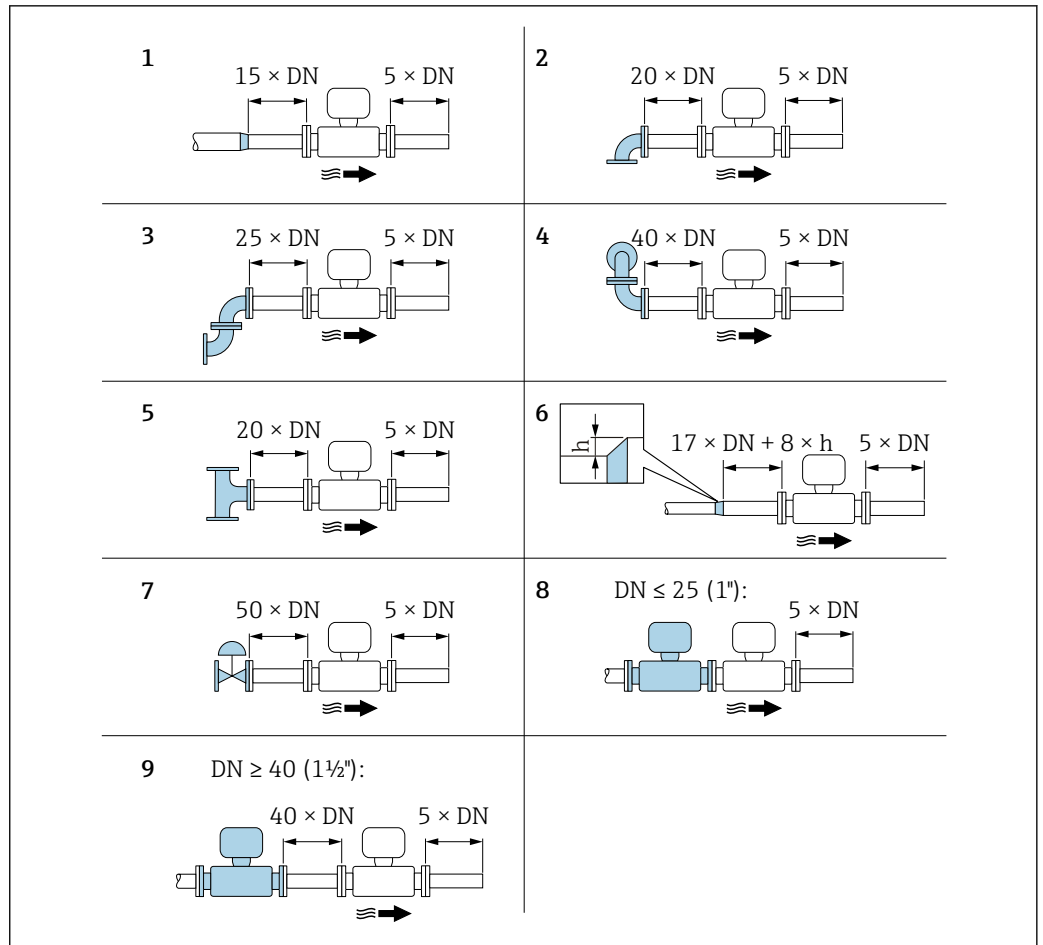 1
15 × DN 5 × DN
2
20 × DN 5 × DN
3
25 × DN 5 × DN
4
40 × DN 5 × DN
5
20 × DN 5 × DN
6
h
17 × DN + 8 × h 5 × DN
7
50 × DN 5 × DN
8 DN ≤ 25 (1"):
5 × DN
9 DN ≥ 40 (1½"):
40 × DN 5 × DN